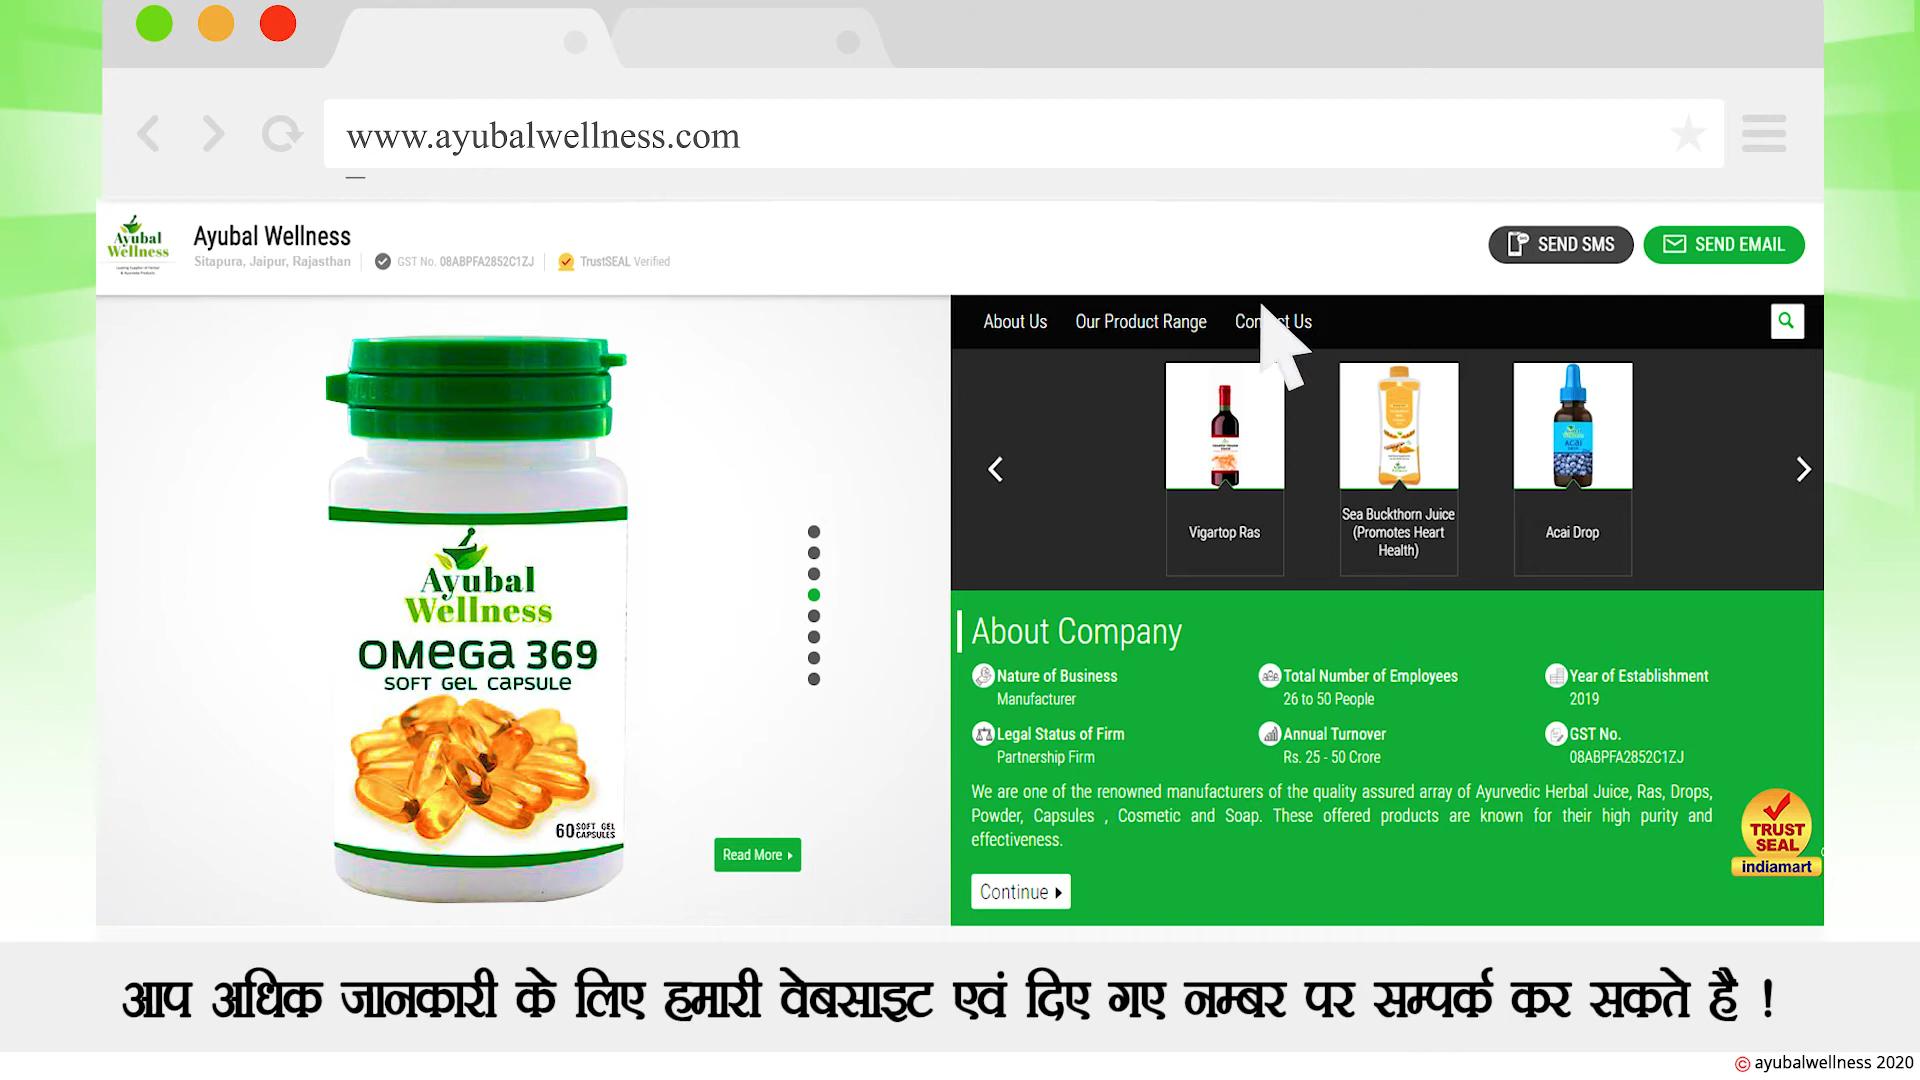 www.ayubalwellness.com
Ayubal
Wellness
Ayubal Wellness
Sitapura, Jaipur, Rajasthan
GST No. 08ABPFA2852C1ZJ
TrustSEAL Verified
SEND SMS
SEND EMAIL
About Us
Our Product Range
Us
Ayubal
Wellness
OMEGA 369
SOFT GEL CAPSULE
60 SOFT GEL
CAPSULES
Read More
Vigartop Ras
Ayubal
Wellness
Sea Buckthorn Juice
(Promotes Heart
Health)
ACAI
Acai Drop
About Company
Nature of Business
Manufacturer
Total Number of Employees
26 to 50 People
Year of Establishment
2019
Legal Status of Firm
Partnership Firm
Annual Turnover
Rs. 25 - 50 Crore
GST No.
08ABPFA2852C1ZJ
We are one of the renowned manufacturers of the quality assured array of Ayurvedic Herbal Juice, Ras, Drops,
Powder, Capsules , Cosmetic and Soap. These offered products are known for their high purity and
effectiveness.
Continue
TRUST
SEAL
indiamart
आप अधिक जानकारी के लिए हमारी वेबसाइट एवं दिए गए नम्बर पर सम्पर्क कर सकते है !
© ayubalwellness 2020